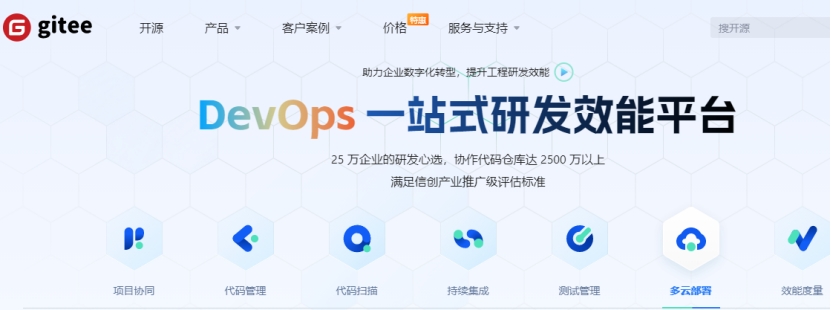 gitee
开源 产品 客户案例 价格 特惠 服务与支持 搜开源
助力企业数字化转型，提升工程研发效能
DevOps 一站式研发效能平台
25 万企业的研发心选，协作代码仓库达 2500 万以上
满足信创产业推广级评估标准
项目协同 代码管理 代码扫描 持续集成 测试管理 多云部署 效能度量